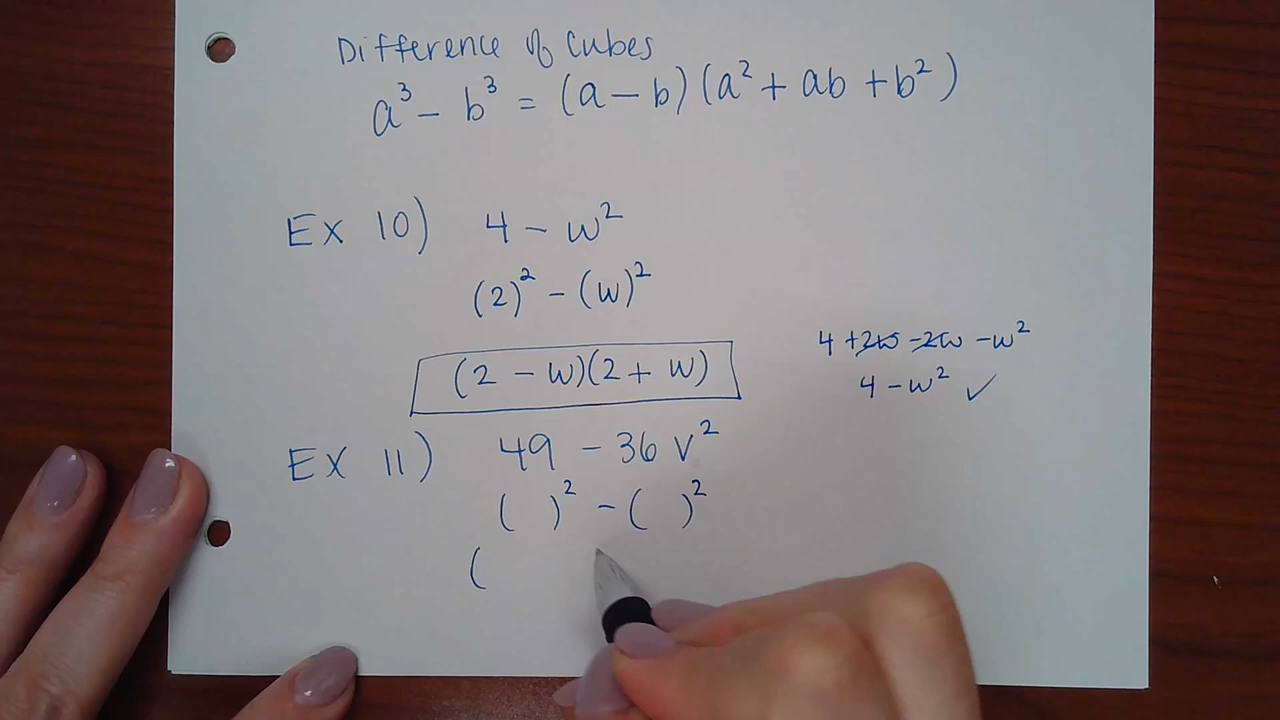 Difference of Cubes
a³ - b³ = (a - b)(a² + ab + b²)
Ex 10) 4 - w²
(2)² - (w)²
(2 - w)(2 + w)
4 + 2w - 2w - w²
4 - w² ✓
Ex 11) 49 - 36v²
( )² - ( )²
(